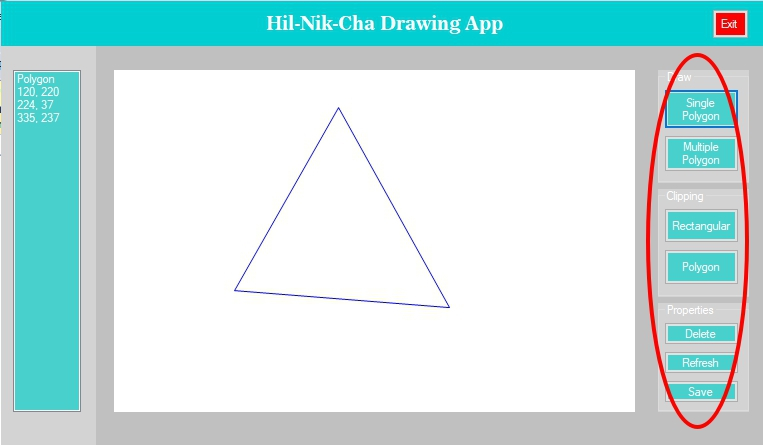 Hil-Nik-Cha Drawing App
Exit
Polygon
120, 220
224, 37
335, 237
Draw
Single
Polygon
Multiple
Polygon
Clipping
Rectangular
Polygon
Properties
Delete
Refresh
Save